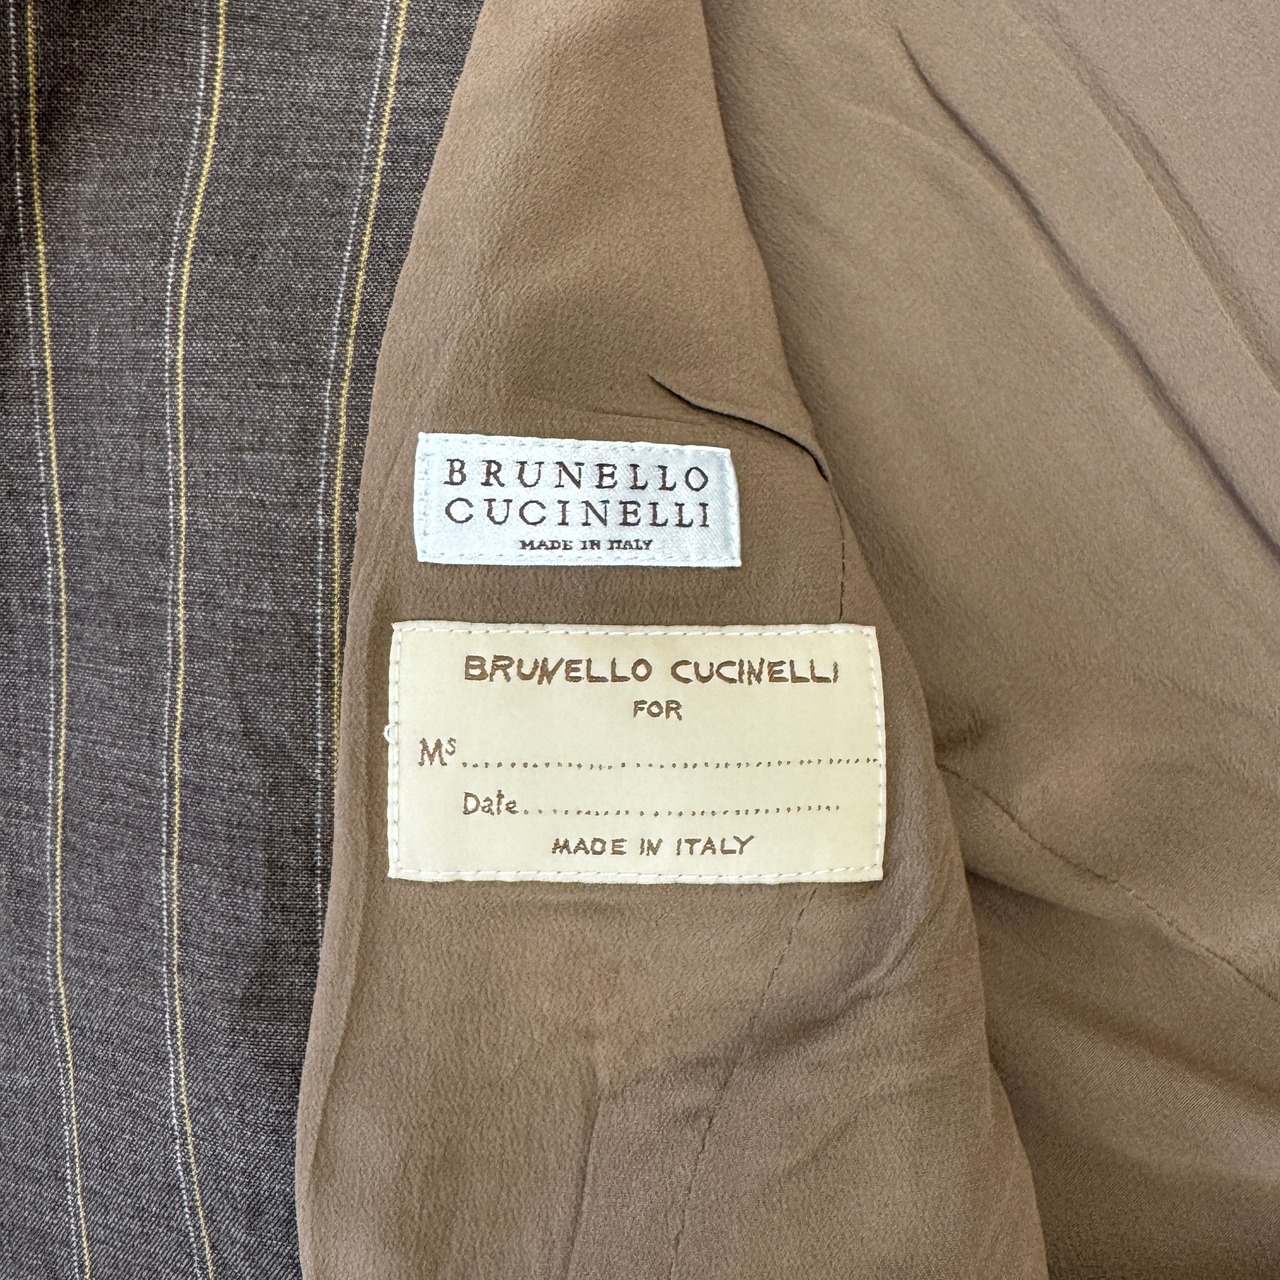 BRUNELLO
CUCINELLI
MADE IN ITALY
BRUNELLO CUCINELLI
FOR
Mˢ
Date
MADE IN ITALY